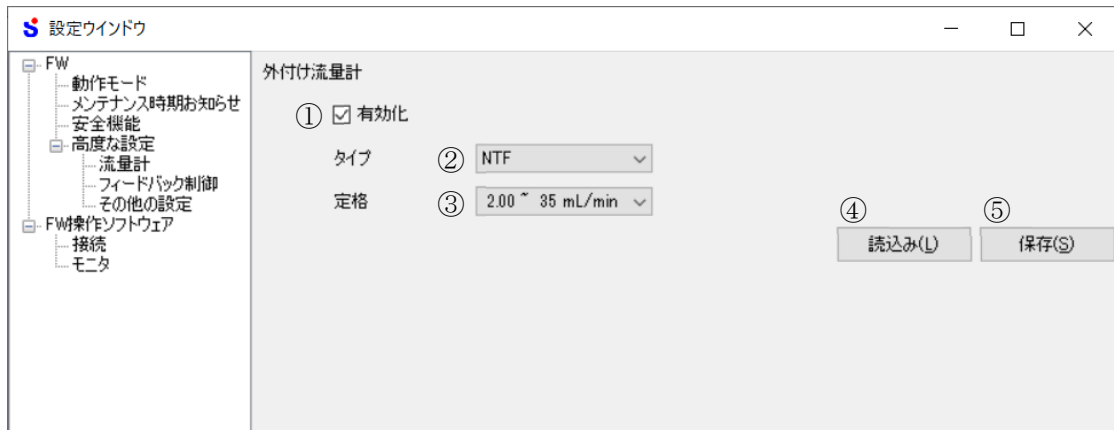 設定ウインドウ
FW
動作モード
メンテナンス時期お知らせ
安全機能
高度な設定
流量計
フィードバック制御
その他の設定
FW操作ソフトウェア
接続
モニタ
外付け流量計
① 有効化
タイプ ② NTF
定格 ③ 2.00 ~ 35 mL/min
④ ⑤
読込み(L) 保存(S)